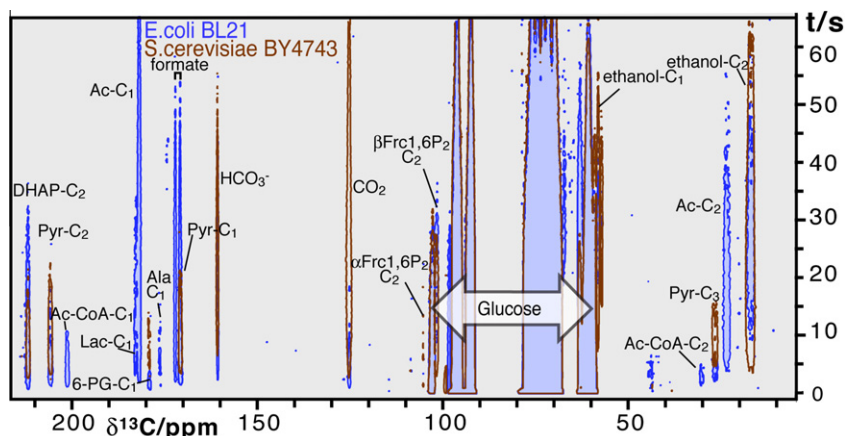 E.coli BL21
S.cerevisiae BY4743
t/s
formate
Ac-C1
ethanol-C2
ethanol-C1
60
50
40
30
20
10
0
βFrc1,6P2
C2
HCO3-
CO2
DHAP-C2
Pyr-C2
Pyr-C1
Ac-C2
αFrc1,6P2
C2
Ala
C1
Ac-CoA-C1
Glucose
Pyr-C3
Lac-C1
Ac-CoA-C2
6-PG-C1
200 150 100 50
δ13C/ppm